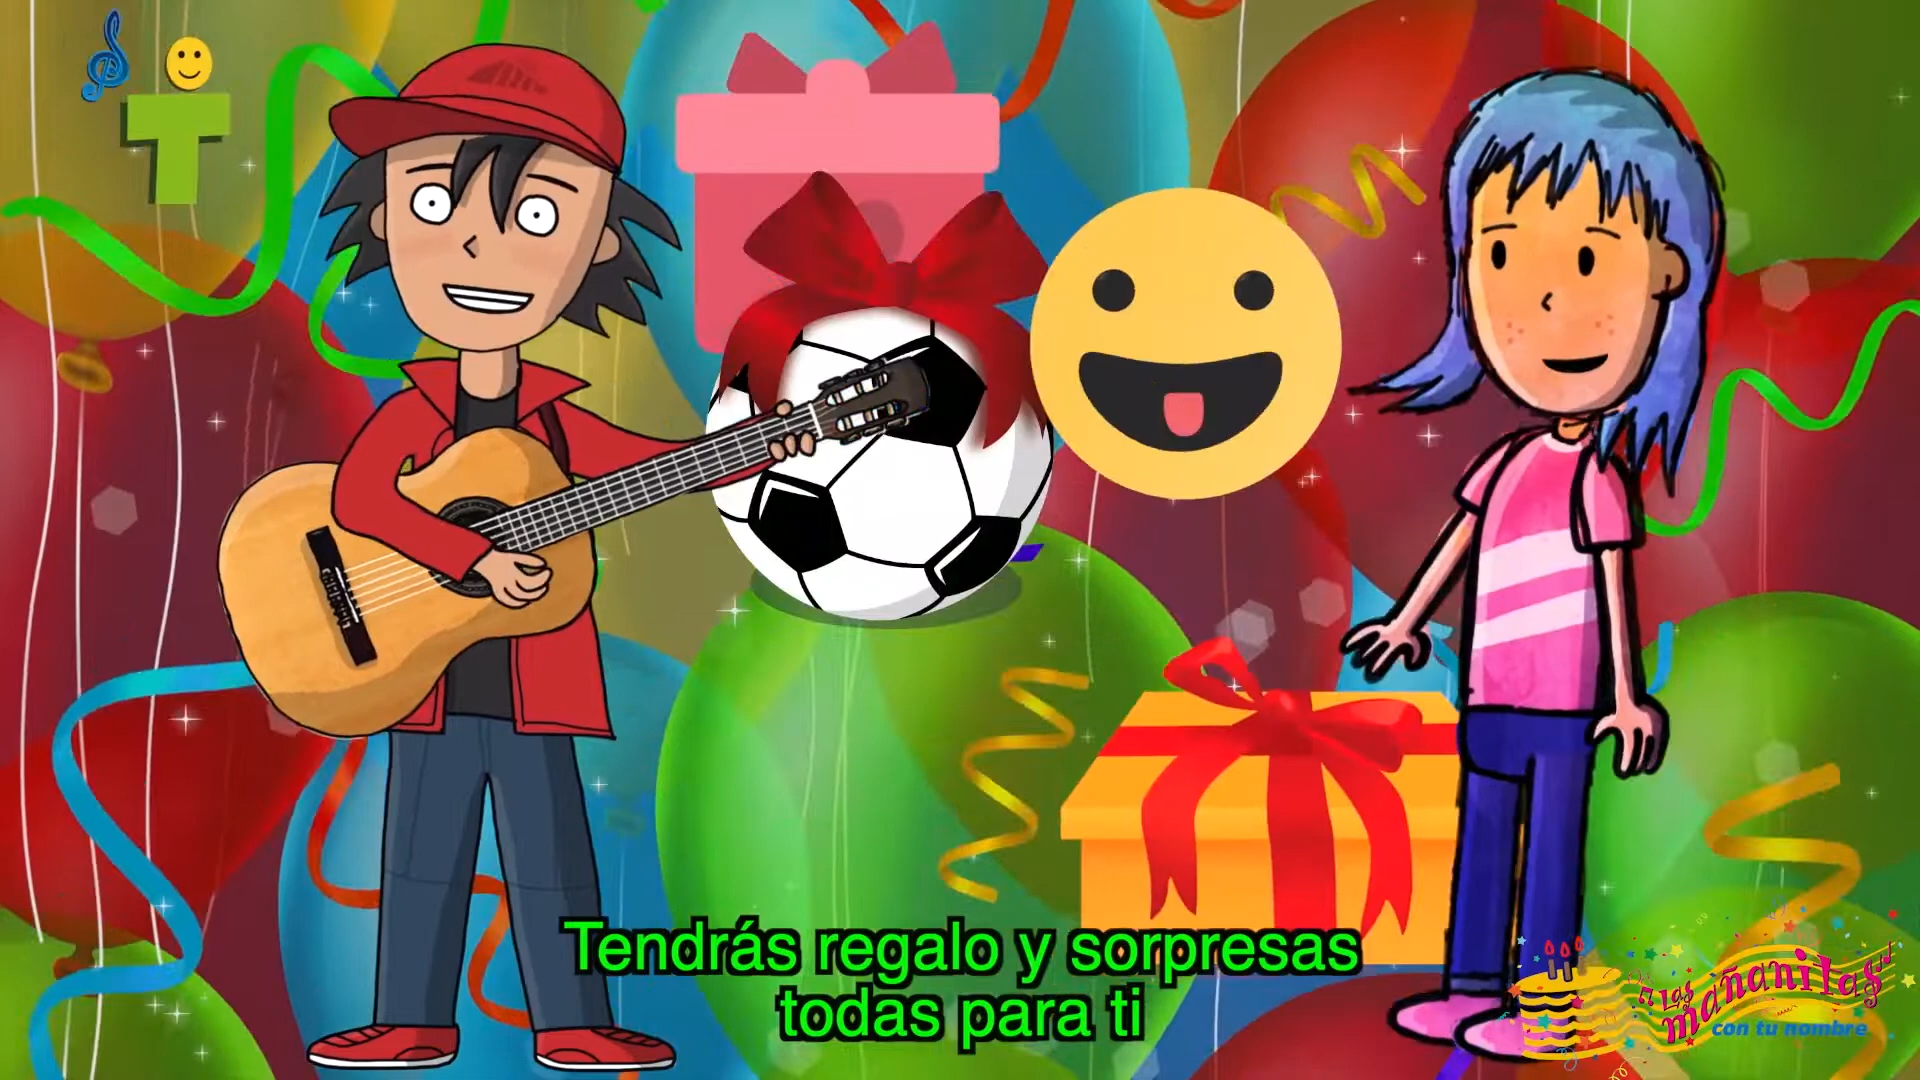 T
Tendrás regalo y sorpresas
todas para ti
Las
mañanitas
con tu nombre